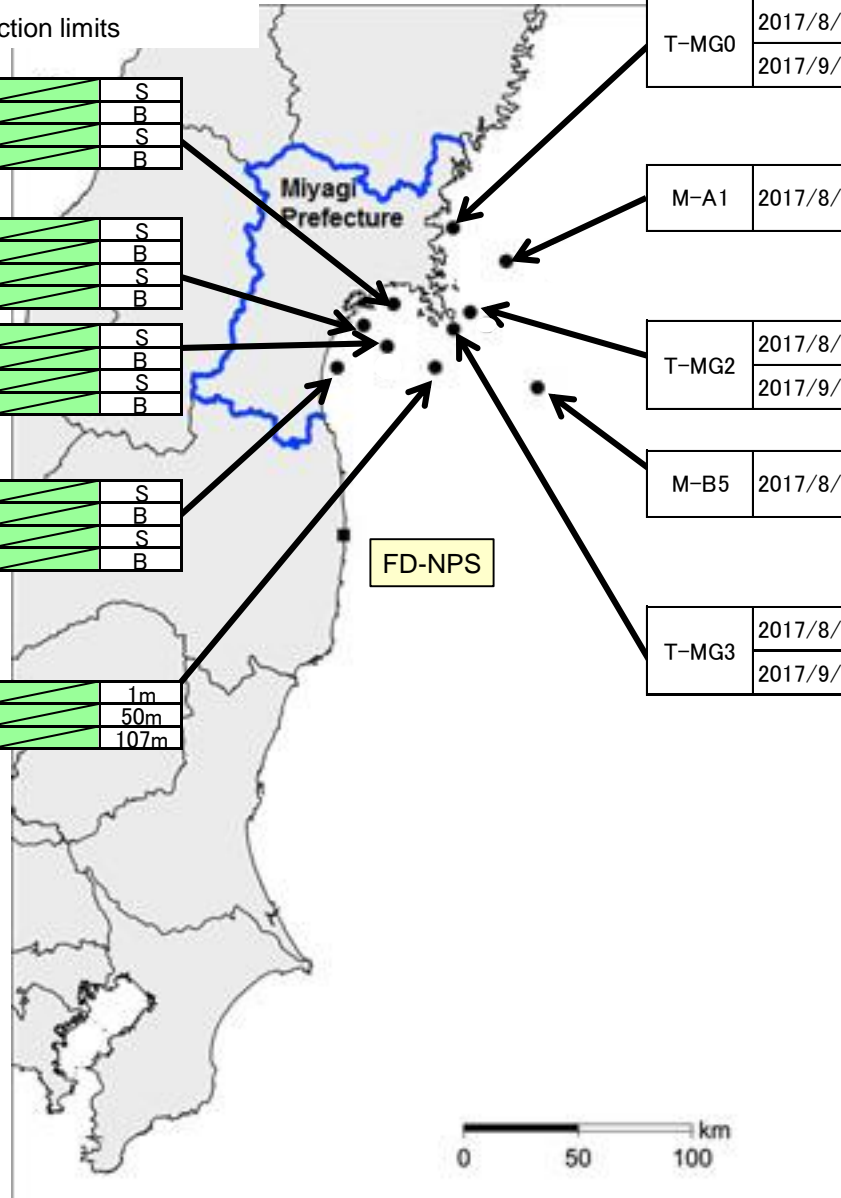 ction limits
S
B
S
B
S
B
S
B
S
B
S
B
S
B
S
B
1m
50m
107m
Miyagi
Prefecture
FD-NPS
T-MG0
2017/8/
2017/9/
M-A1
2017/8/
T-MG2
2017/8/
2017/9/
M-B5
2017/8/
T-MG3
2017/8/
2017/9/
km
0 50 100